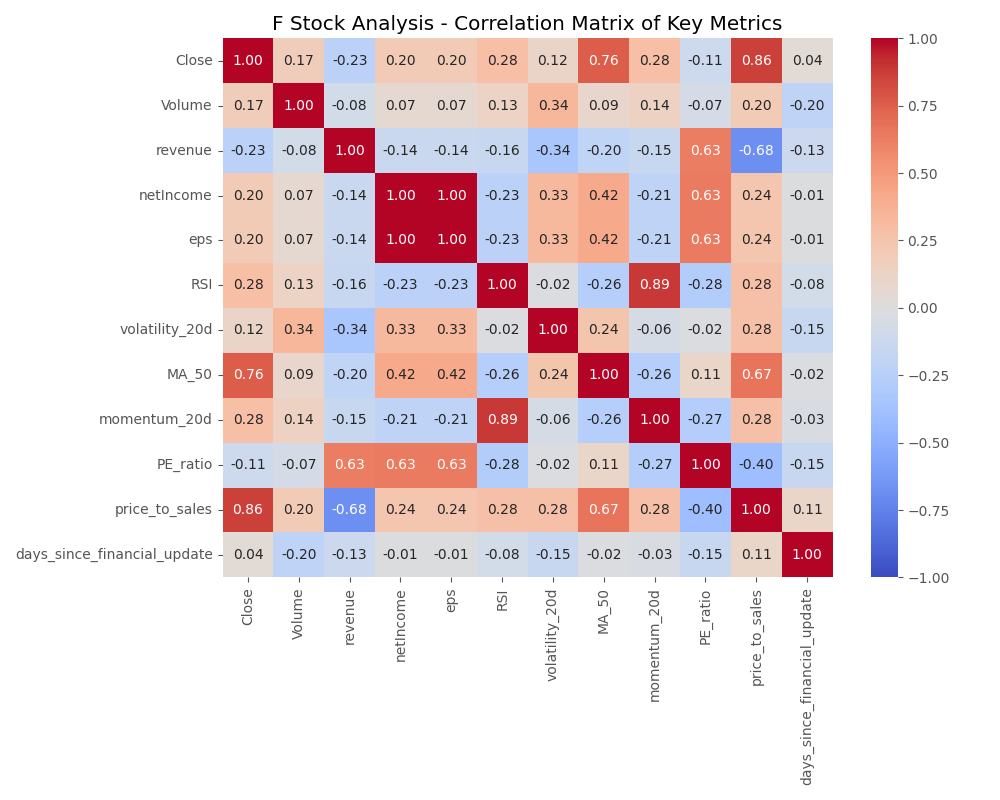 F Stock Analysis - Correlation Matrix of Key Metrics
Close 1.00 0.17 -0.23 0.20 0.20 0.28 0.12 0.76 0.28 -0.11 0.86 0.04
Volume 0.17 1.00 -0.08 0.07 0.07 0.13 0.34 0.09 0.14 -0.07 0.20 -0.20
revenue -0.23 -0.08 1.00 -0.14 -0.14 -0.16 -0.34 -0.20 -0.15 0.63 -0.68 -0.13
netIncome 0.20 0.07 -0.14 1.00 1.00 -0.23 0.33 0.42 -0.21 0.63 0.24 -0.01
eps 0.20 0.07 -0.14 1.00 1.00 -0.23 0.33 0.42 -0.21 0.63 0.24 -0.01
RSI 0.28 0.13 -0.16 -0.23 -0.23 1.00 -0.02 -0.26 0.89 -0.28 0.28 -0.08
volatility_20d 0.12 0.34 -0.34 0.33 0.33 -0.02 1.00 0.24 -0.06 -0.02 0.28 -0.15
MA_50 0.76 0.09 -0.20 0.42 0.42 -0.26 0.24 1.00 -0.26 0.11 0.67 -0.02
momentum_20d 0.28 0.14 -0.15 -0.21 -0.21 0.89 -0.06 -0.26 1.00 -0.27 0.28 -0.03
PE_ratio -0.11 -0.07 0.63 0.63 0.63 -0.28 -0.02 0.11 -0.27 1.00 -0.40 -0.15
price_to_sales 0.86 0.20 -0.68 0.24 0.24 0.28 0.28 0.67 0.28 -0.40 1.00 0.11
days_since_financial_update 0.04 -0.20 -0.13 -0.01 -0.01 -0.08 -0.15 -0.02 -0.03 -0.15 0.11 1.00
Close
Volume
revenue
netIncome
eps
RSI
volatility_20d
MA_50
momentum_20d
PE_ratio
price_to_sales
days_since_financial_update
1.00
0.75
0.50
0.25
0.00
−0.25
−0.50
−0.75
−1.00